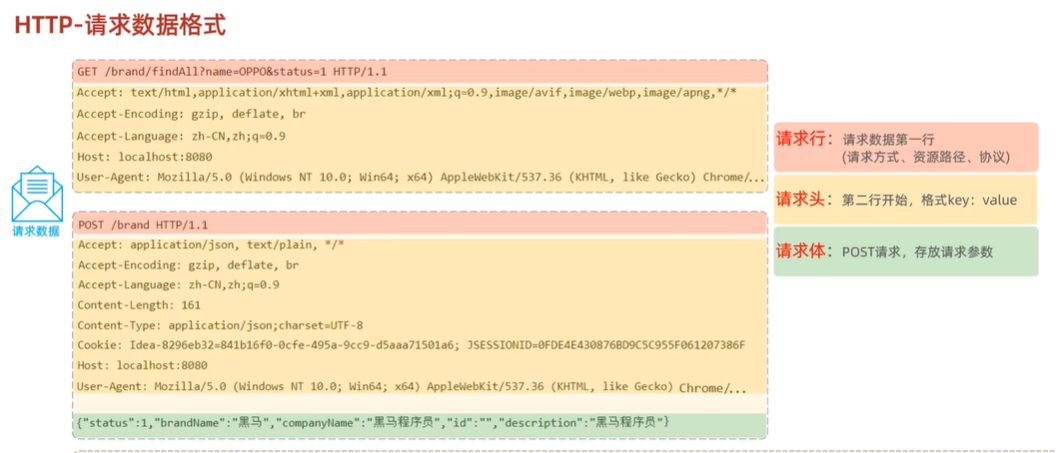 HTTP-请求数据格式
GET /brand/findAll?name=OPPO&status=1 HTTP/1.1
Accept: text/html,application/xhtml+xml,application/xml;q=0.9,image/avif,image/webp,image/apng,*/*
Accept-Encoding: gzip, deflate, br
Accept-Language: zh-CN,zh;q=0.9
Host: localhost:8080
User-Agent: Mozilla/5.0 (Windows NT 10.0; Win64; x64) AppleWebKit/537.36 (KHTML, like Gecko) Chrome/...
请求数据
POST /brand HTTP/1.1
Accept: application/json, text/plain, */*
Accept-Encoding: gzip, deflate, br
Accept-Language: zh-CN,zh;q=0.9
Content-Length: 161
Content-Type: application/json;charset=UTF-8
Cookie: Idea-8296eb32=841b16f0-0cfe-495a-9cc9-d5aaa71501a6; JSESSIONID=0FDE4E430876BD9C5C955F061207386F
Host: localhost:8080
User-Agent: Mozilla/5.0 (Windows NT 10.0; Win64; x64) AppleWebKit/537.36 (KHTML, like Gecko) Chrome/...
{"status":1,"brandName":"黑马","companyName":"黑马程序员","id":"","description":"黑马程序员"}
请求行：请求数据第一行
(请求方式、资源路径、协议)
请求头：第二行开始，格式key：value
请求体：POST请求，存放请求参数